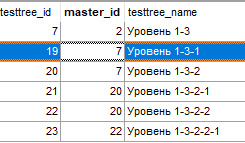 testtree_id master_id testtree_name
7 2 Уровень 1-3
19 7 Уровень 1-3-1
20 7 Уровень 1-3-2
21 20 Уровень 1-3-2-1
22 20 Уровень 1-3-2-2
23 22 Уровень 1-3-2-2-1